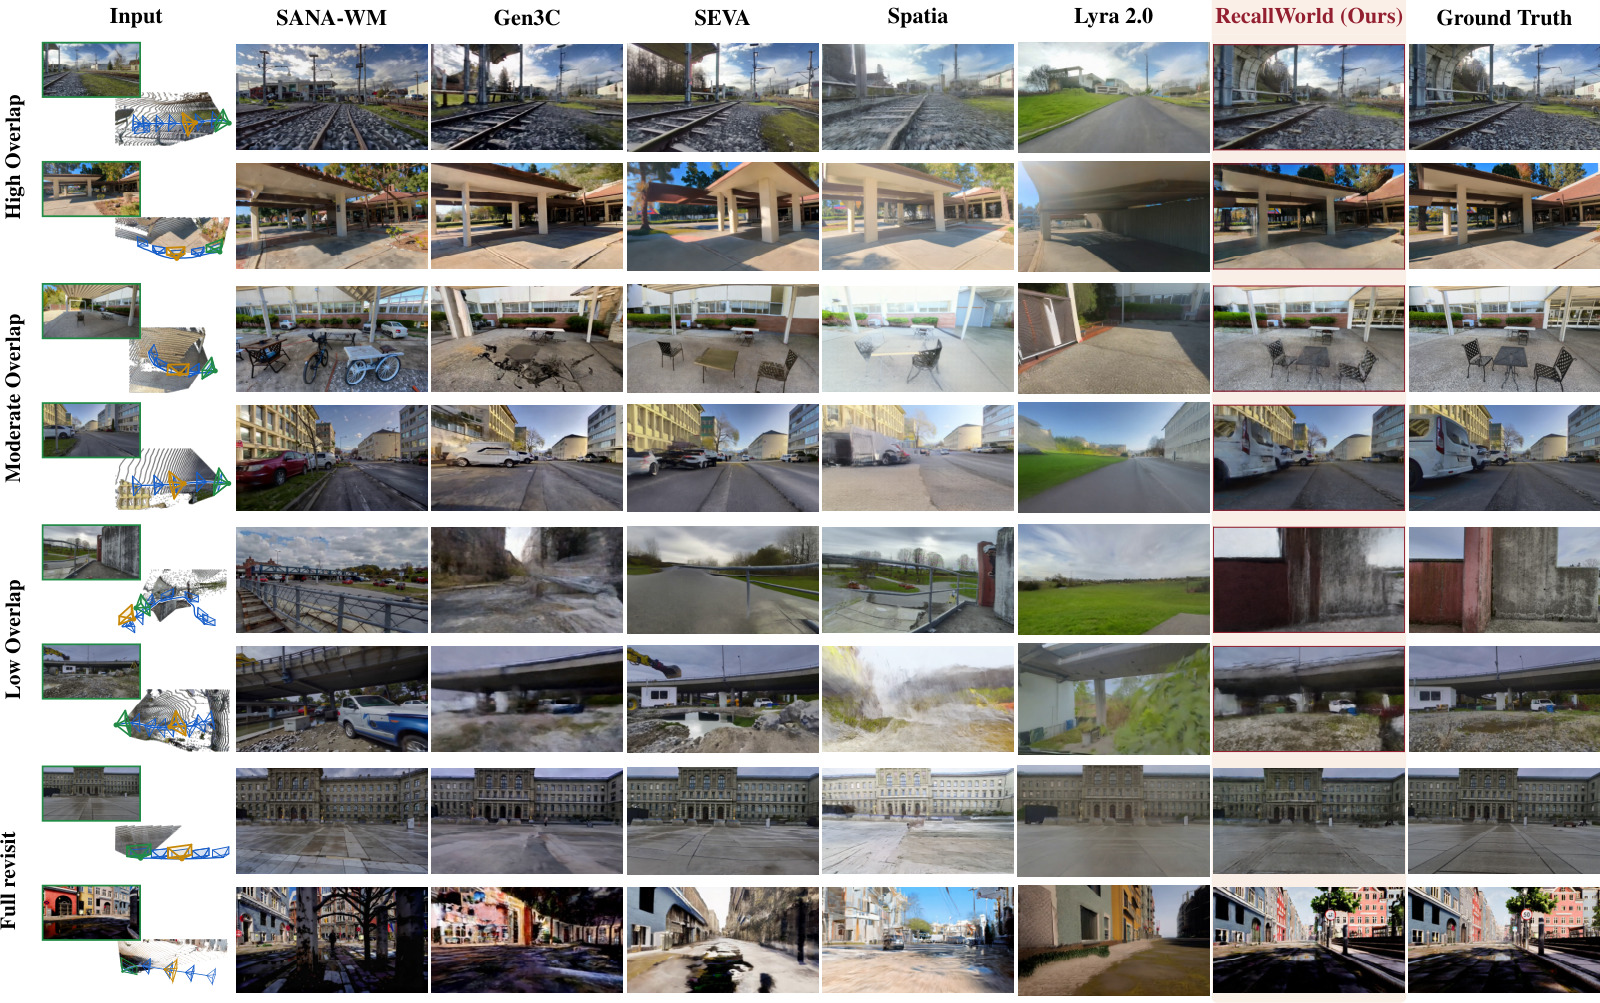 Input
SANA-WM
Gen3C
SEVA
Spatia
Lyra 2.0
RecallWorld (Ours)
Ground Truth
High Overlap
Moderate Overlap
Low Overlap
Full revisit